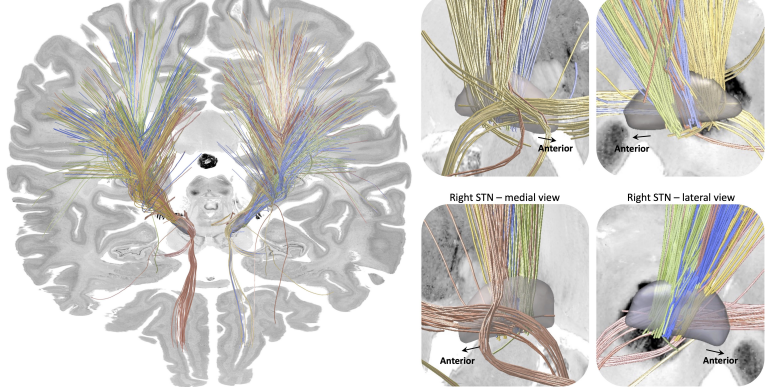 Anterior
Anterior
Right STN – medial view
Right STN – lateral view
Anterior
Anterior